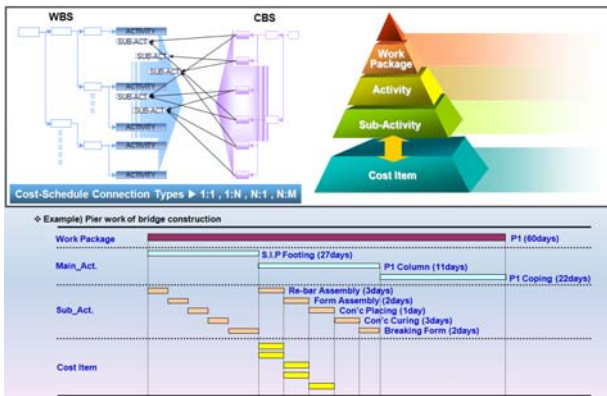 WBS
CBS
ACTIVITY
SUB-ACT
SUB-ACT
SUB-ACT
ACTIVITY
SUB-ACT
SUB-ACT
ACTIVITY
ACTIVITY
ACTIVITY
Cost-Schedule Connection Types ▶ 1:1 , 1:N, N:1 , N:M
Work
Package
Activity
Sub-Activity
Cost Item
❖ Example) Pier work of bridge construction
Work Package
P1 (60days)
S.I.P Footing (27days)
Main_Act.
P1 Column (11days)
P1 Coping (22days)
Re-bar Assembly (3days)
Form Assembly (2days)
Sub_Act.
Con'c Placing (1day)
Con'c Curing (3days)
Breaking Form (2days)
Cost Item